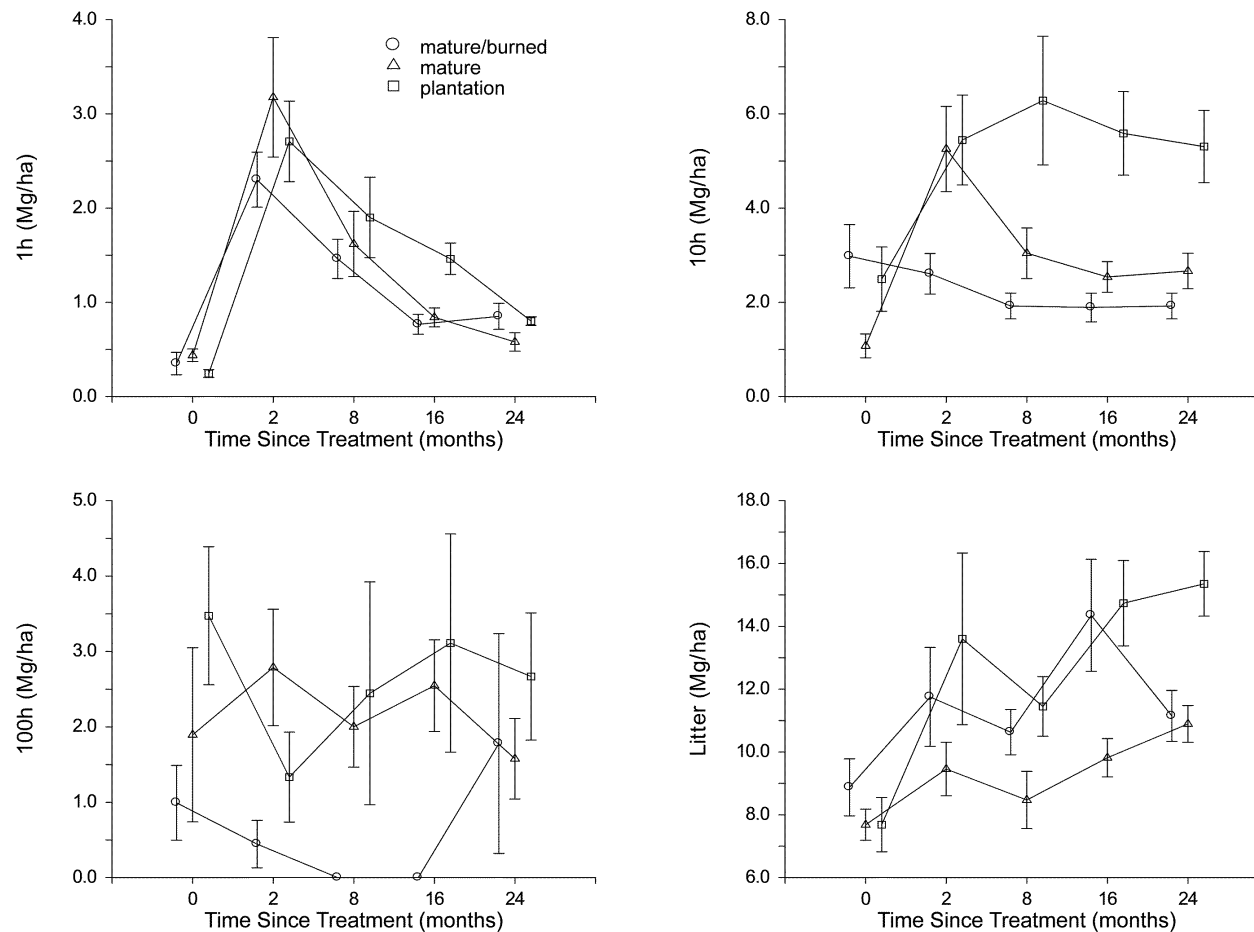 4.0
3.0
2.0
1.0
0.0
1h (Mg/ha)
mature/burned
mature
plantation
0 2 8 16 24
Time Since Treatment (months)
8.0
6.0
4.0
2.0
0.0
10h (Mg/ha)
0 2 8 16 24
Time Since Treatment (months)
5.0
4.0
3.0
2.0
1.0
0.0
100h (Mg/ha)
0 2 8 16 24
Time Since Treatment (months)
18.0
16.0
14.0
12.0
10.0
8.0
6.0
Litter (Mg/ha)
0 2 8 16 24
Time Since Treatment (months)